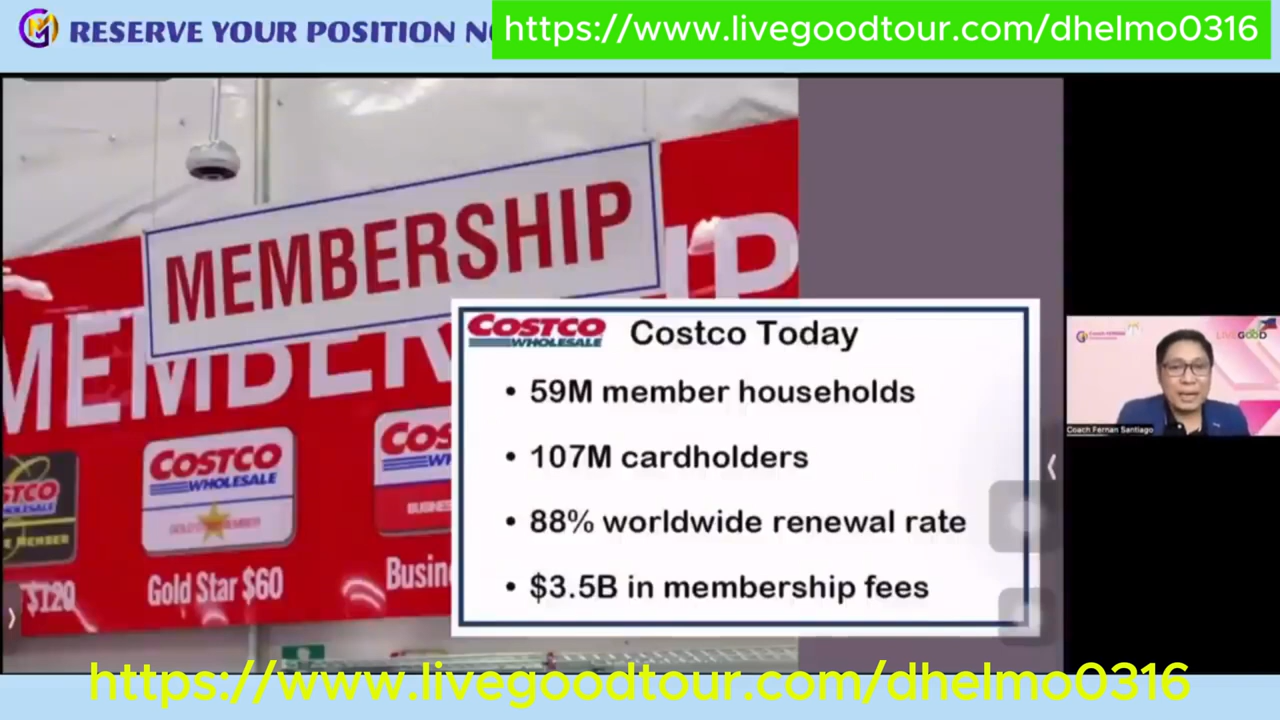 RESERVE YOUR POSITION
https://www.livegoodtour.com/dhelmo0316
MEMBERSHIP
COSTCO
WHOLESALE
Gold Star $60
$120
COSTCO
WHOLESALE
Costco Today
• 59M member households
• 107M cardholders
• 88% worldwide renewal rate
• $3.5B in membership fees
LIVEGOOD
Coach Fernan Santiago
https://www.livegoodtour.com/dhelmo0316